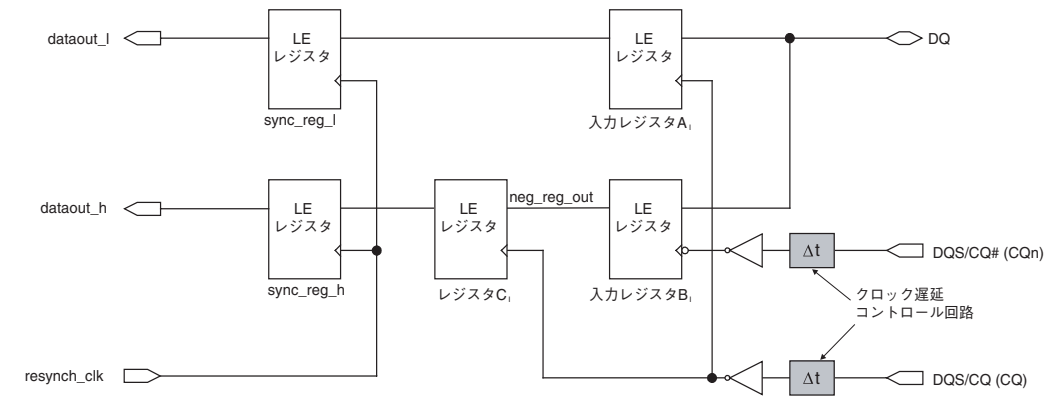 dataout_l
LE
レジスタ
sync_reg_l
LE
レジスタ
入力レジスタAI
DQ
dataout_h
LE
レジスタ
sync_reg_h
LE
レジスタ
レジスタCI
neg_reg_out
LE
レジスタ
入力レジスタBI
Δt
DQS/CQ# (CQn)
クロック遅延
コントロール回路
resynch_clk
Δt
DQS/CQ (CQ)